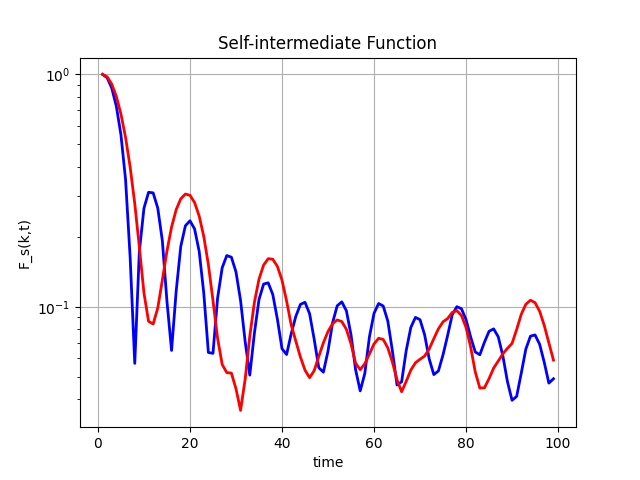 Self-intermediate Function
10⁰
10⁻¹
F_s(k,t)
0 20 40 60 80 100
time